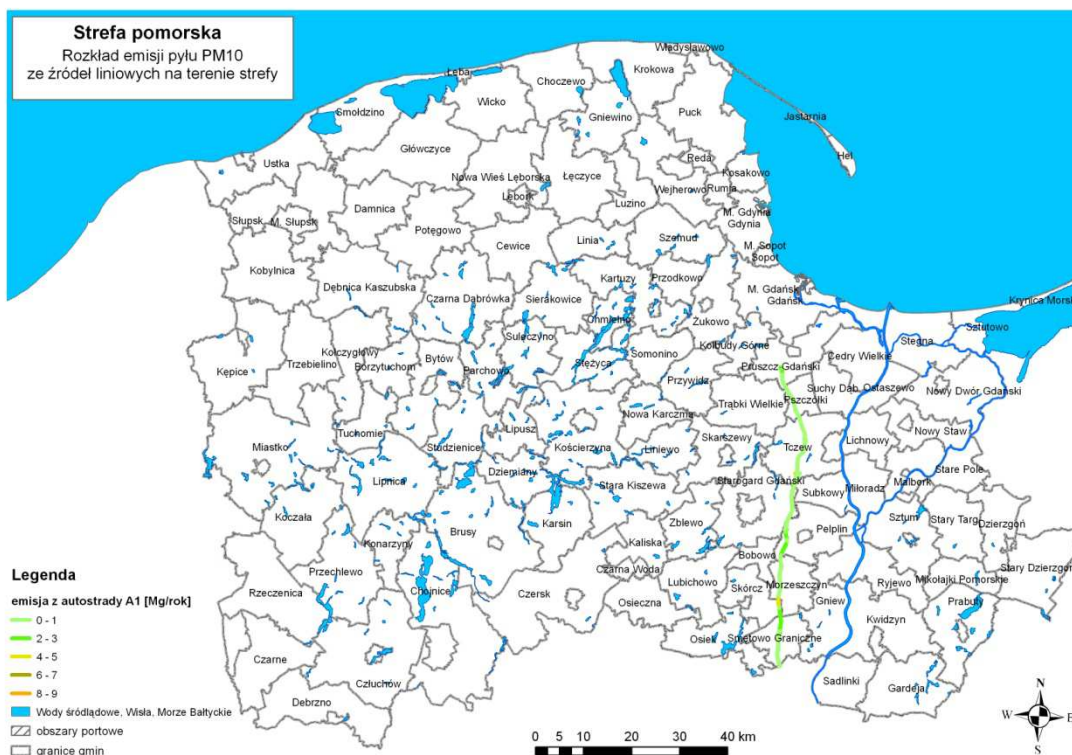 Strefa pomorska
Rozkład emisji pyłu PM10
ze źródeł liniowych na terenie strefy
Władysławowo
Krokowa
Łeba
Choczewo
Wicko
Smołdzino
Gniewino
Puck
Jastarnia
Główczyce
Hel
Reda
Ustka
Kosakowo
Nowa Wieś Lęborska
Łęczyce
Wejherowo
Rumia
Lębork
Luzino
Damnica
M. Gdynia
Gdynia
Słupsk
M. Słupsk
Potęgowo
Linia
Szemud
Cewice
M. Sopot
Sopot
Kobylnica
Kartuzy
Przodkowo
Dębnica Kaszubska
M. Gdańsk
Gdańsk
Czarna Dąbrówka
Sierakowice
Krynica Morska
Chmielno
Żukowo
Sztutowo
Sulęczyno
Stegna
Kolbudy Górne
Kołczygłowy
Bytów
Somonino
Cedry Wielkie
Trzebielino
Borzytuchom
Parchowo
Stężyca
Pruszcz Gdański
Kępice
Przywidz
Suchy Dąb
Ostaszewo
Nowy Dwór Gdański
Trąbki Wielkie
Pszczółki
Lipusz
Nowa Karczma
Nowy Staw
Tuchomie
Skarszewy
Lichnowy
Miastko
Studzienice
Kościerzyna
Liniewo
Tczew
Dziemiany
Stare Pole
Lipnica
Stara Kiszewa
Starogard Gdański
Malbork
Subkowy
Miłoradz
Koczała
Zblewo
Sztum
Stary Targ
Dzierzgoń
Karsin
Brusy
Pelplin
Konarzyny
Kaliska
Bobowo
Czarna Woda
Stary Dzierzgoń
Przechlewo
Lubichowo
Morzeszczyn
Ryjewo
Mikołajki Pomorskie
Rzeczenica
Chojnice
Czersk
Skórcz
Osieczna
Gniew
Prabuty
Kwidzyn
Osiek
Smętowo Graniczne
Czarne
Sadlinki
Człuchów
Gardeja
Debrzno
Legenda
emisja z autostrady A1 [Mg/rok]
0 - 1
2 - 3
4 - 5
6 - 7
8 - 9
Wody śródlądowe, Wisła, Morze Bałtyckie
obszary portowe
granice gmin
0 5 10 20 30 40 km
N
W E
S